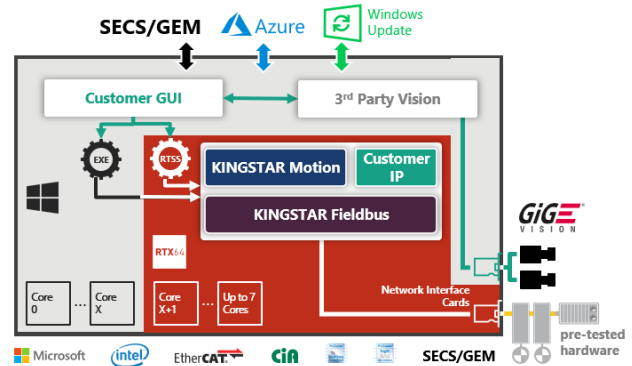 SECS/GEM
Azure
Windows
Update
Customer GUI
3rd Party Vision
EXE
RTSS
KINGSTAR Motion
Customer
IP
KINGSTAR Fieldbus
GiGE
VISION
RTX64
Core
0
...
Core
X
Core
X+1
...
Up to 7
Cores
Network Interface
Cards
pre-tested
hardware
Microsoft
intel
EtherCAT
CiA
SECS/GEM